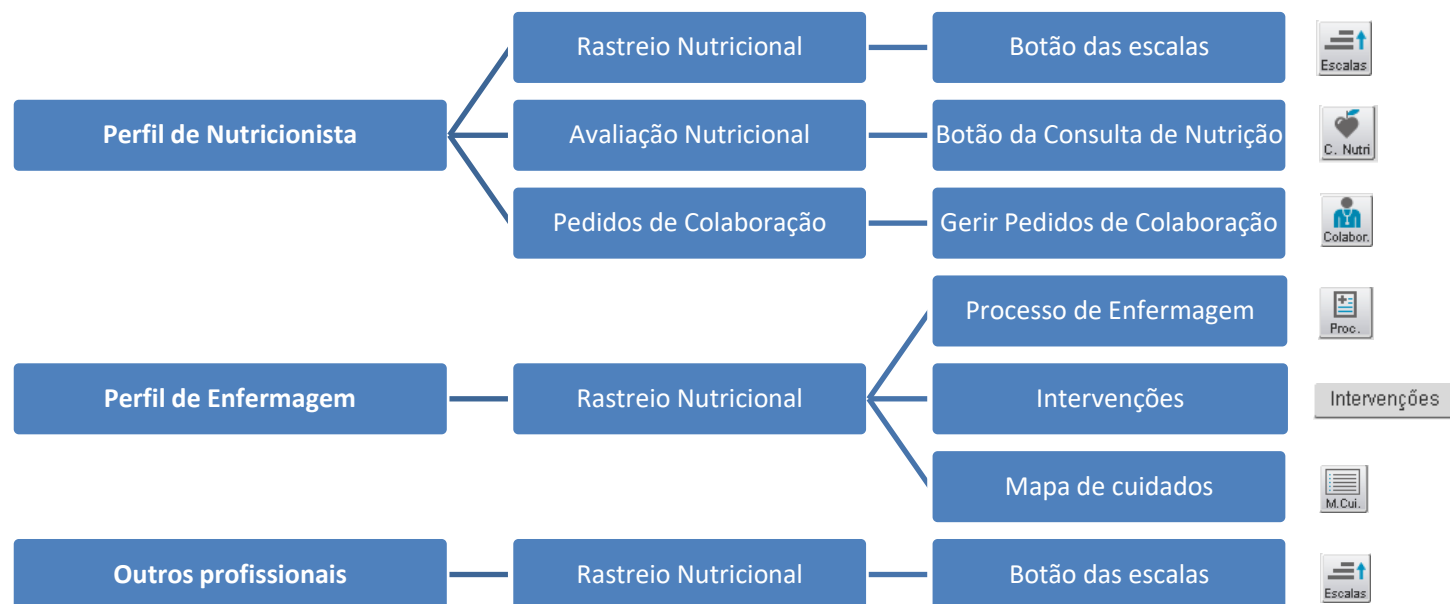 Rastreio Nutricional
Botão das escalas
Escalas
Perfil de Nutricionista
Avaliação Nutricional
Botão da Consulta de Nutrição
C. Nutri
Pedidos de Colaboração
Gerir Pedidos de Colaboração
Colabor.
Processo de Enfermagem
Proc.
Perfil de Enfermagem
Rastreio Nutricional
Intervenções
Intervenções
Mapa de cuidados
M.Cui.
Outros profissionais
Rastreio Nutricional
Botão das escalas
Escalas